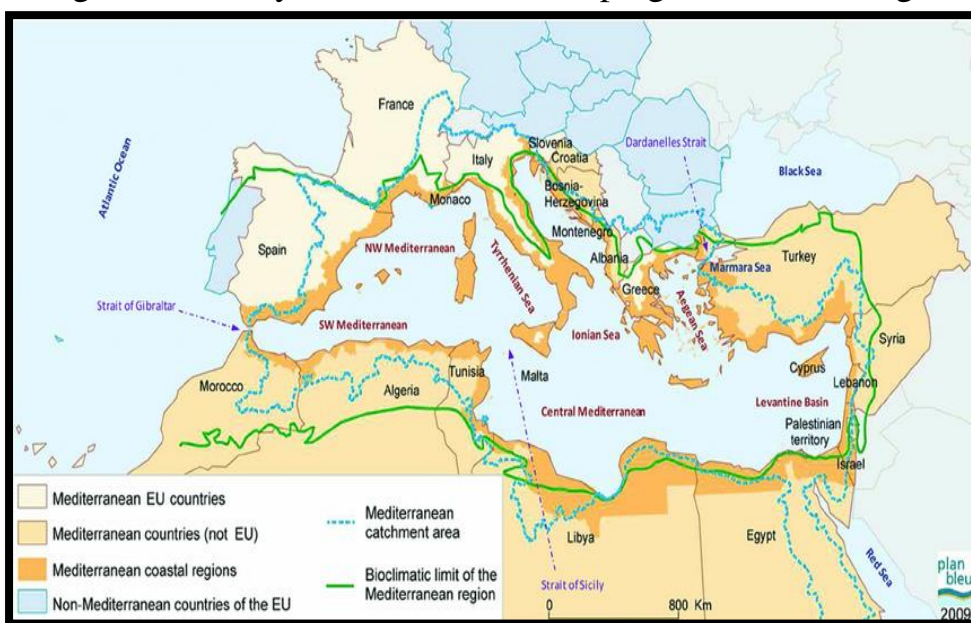 France
Slovenia
Croatia
Italy
Bosnia-
Herzegovina
Monaco
Montenegro
Albania
Greece
Spain
Turkey
Syria
Cyprus
Lebanon
Palestinian
territory
Israel
Egypt
Libya
Malta
Tunisia
Algeria
Morocco
Atlantic Ocean
Black Sea
Marmara Sea
Red Sea
Dardanelles Strait
Strait of Gibraltar
Strait of Sicily
NW Mediterranean
SW Mediterranean
Tyrrhenian Sea
Ionian Sea
Aegean Sea
Central Mediterranean
Levantine Basin
Mediterranean EU countries
Mediterranean countries (not EU)
Mediterranean coastal regions
Non-Mediterranean countries of the EU
Mediterranean
catchment area
Bioclimatic limit of the
Mediterranean region
0 800 Km
plan
bleu
2009